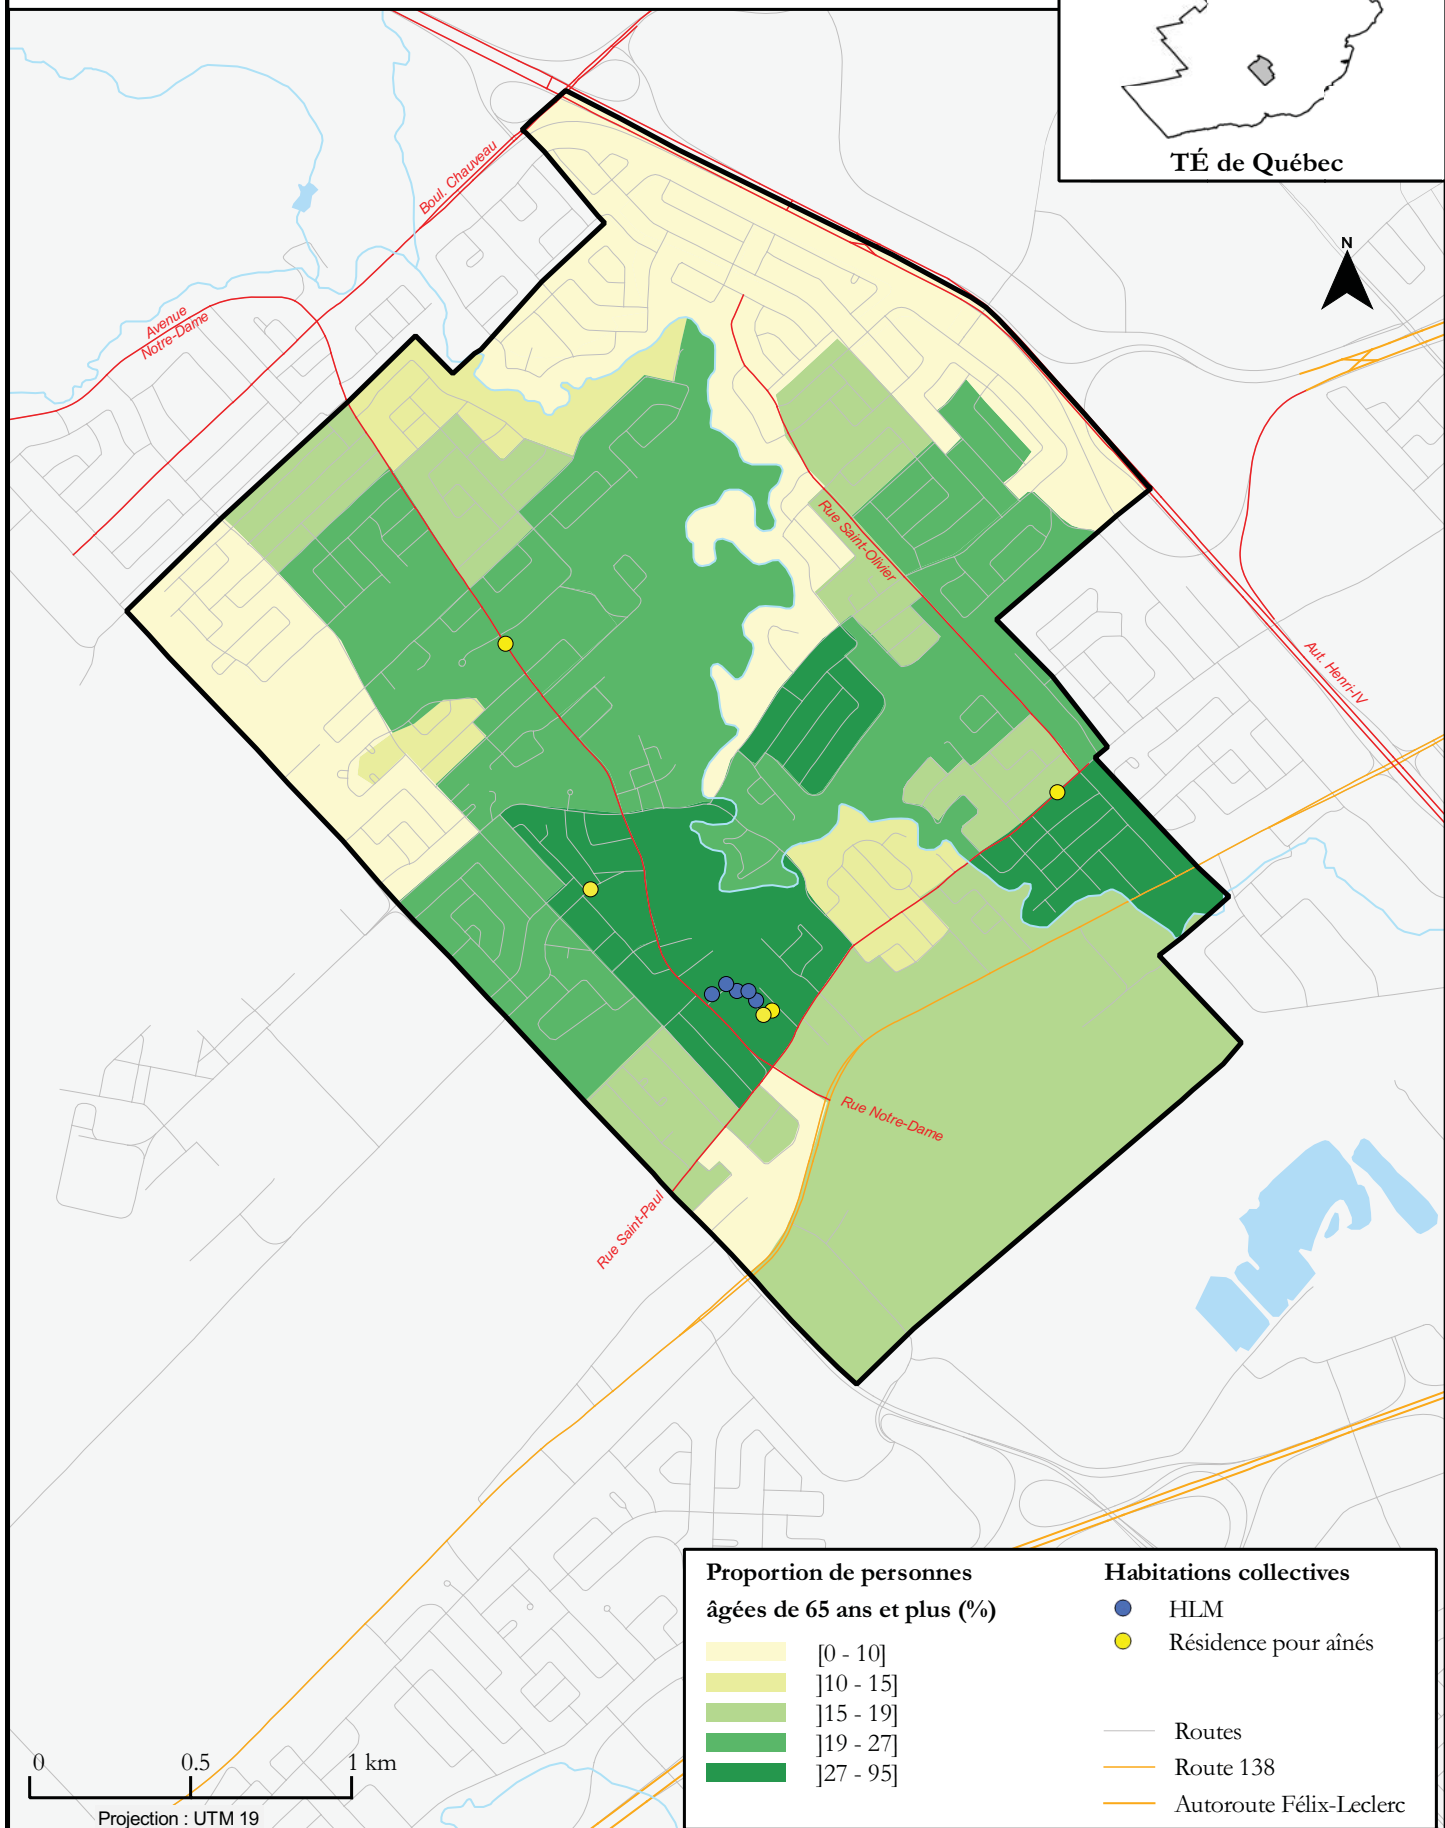 TÉ de Québec
N
Boul. Chauveau
Avenue
Notre-Dame
Rue Saint-Olivier
Aut. Henri-IV
Rue Notre-Dame
Rue Saint-Paul
Proportion de personnes
âgées de 65 ans et plus (%)
[0 - 10]
]10 - 15]
]15 - 19]
]19 - 27]
]27 - 95]
Habitations collectives
HLM
Résidence pour aînés
Routes
Route 138
Autoroute Félix-Leclerc
0 0.5 1 km
Projection : UTM 19